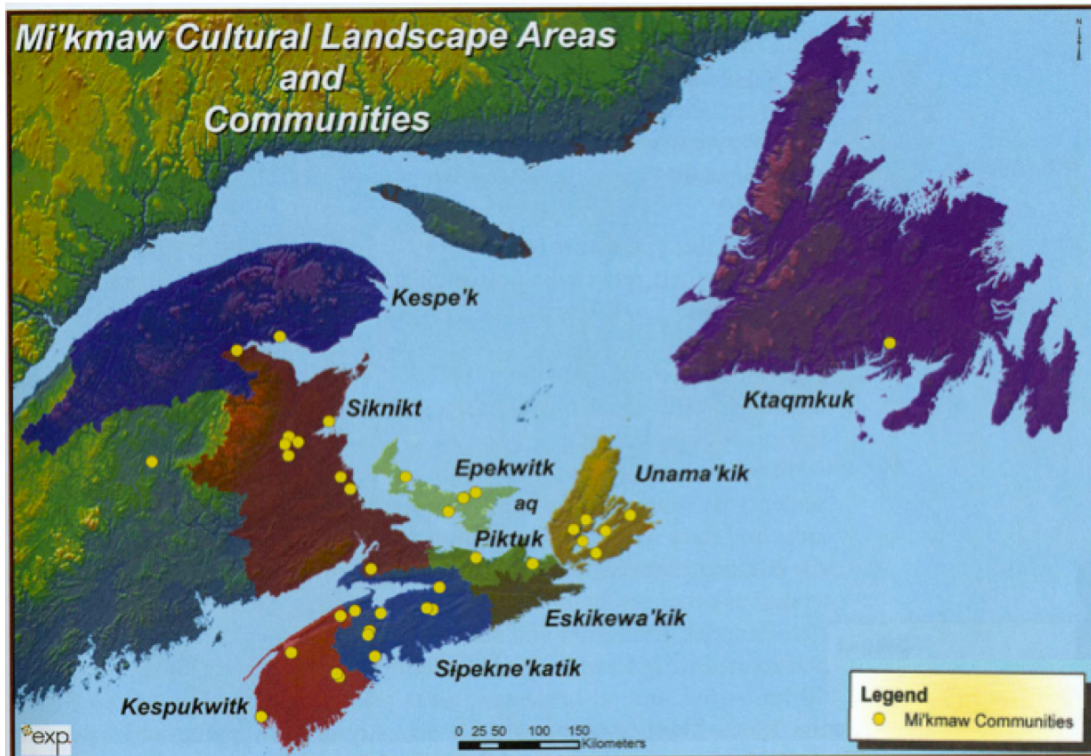 Mi'kmaw Cultural Landscape Areas
and
Communities
N
Kespe'k
Ktaqmkuk
Siknikt
Epekwitk
aq
Piktuk
Unama'kik
Eskikewa'kik
Sipekne'katik
Kespukwitk
0 25 50 100 150
Kilometers
Legend
Mi'kmaw Communities
exp.